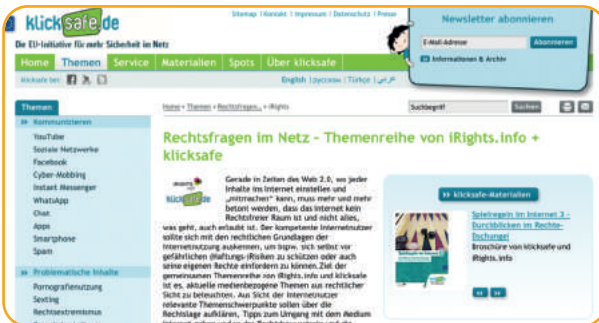 klicksafe.de
Sitemap | Kontakt | Impressum | Datenschutz | Presse
Die EU-Initiative für mehr Sicherheit im Netz
Newsletter abonnieren
E-Mail-Adresse
Abonnieren
Informationen & Archiv
Home Themen Service Materialien Spots Über klicksafe
klicksafe bei:
English | русский | Türkçe | عربي
Themen
Home » Themen » Rechtsfragen... » iRights
Suchbegriff
Suchen
Kommunizieren
YouTube
Soziale Netzwerke
Facebook
Cyber-Mobbing
Instant Messenger
WhatsApp
Chat
Apps
Smartphone
Spam
Problematische Inhalte
Pornografienutzung
Sexting
Rechtsextremismus
Rechtsfragen im Netz - Themenreihe von iRights.info +
klicksafe
Gerade in Zeiten des Web 2.0, wo jeder
Inhalte ins Internet einstellen und
„mitmachen“ kann, muss mehr und mehr
betont werden, dass das Internet kein
Rechtsfreier Raum ist und nicht alles,
was geht, auch erlaubt ist. Der kompetente Internetnutzer
sollte sich mit den rechtlichen Grundlagen der
Internetnutzung auskennen, um bspw. sich selbst vor
gefährlichen (Haftungs-)Risiken zu schützen oder auch
seine eigenen Rechte einfordern zu können.Ziel der
gemeinsamen Themenreihe von iRights.info und klicksafe
ist es, aktuelle medienbezogene Themen aus rechtlicher
Sicht zu beleuchten. Aus Sicht der Internetnutzer
relevante Themenschwerpunkte sollen über die
Rechtslage aufklären, Tipps zum Umgang mit dem Medium
klicksafe-Materialien
Spielregeln im Internet 3 -
Durchblicken im Rechte-
Dschungel
Broschüre von klicksafe und
iRights.info